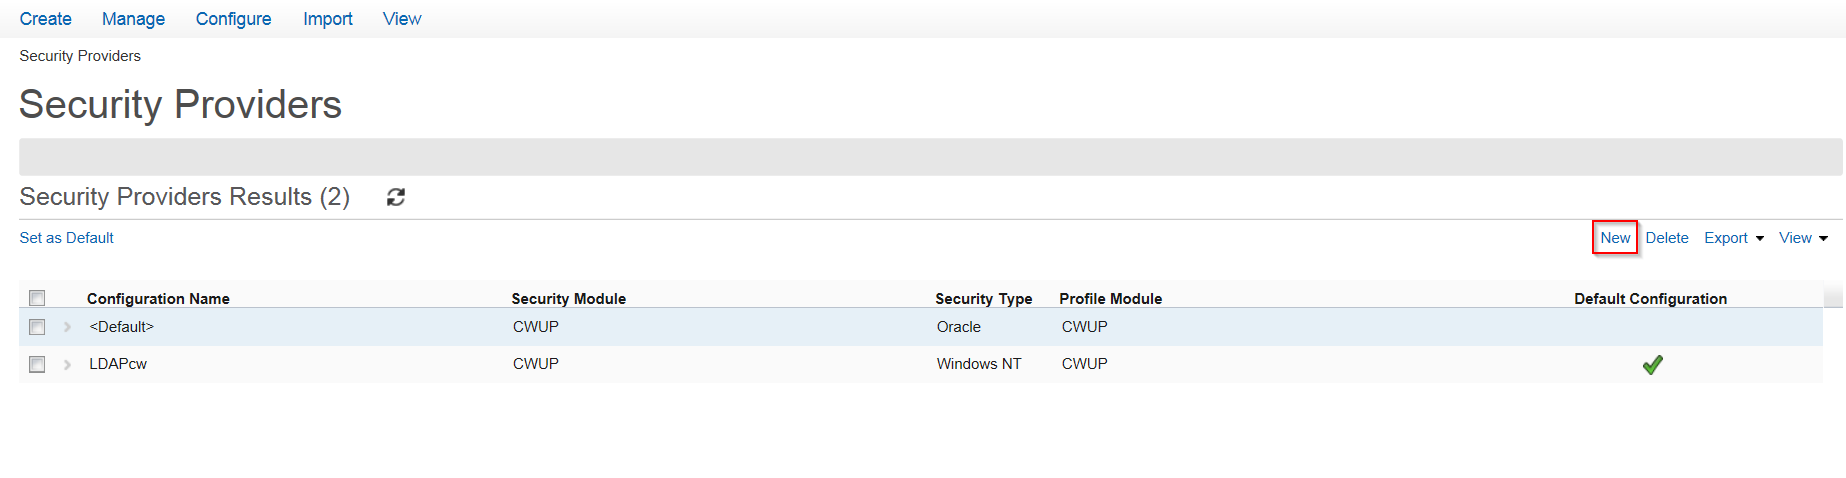 Create Manage Configure Import View
Security Providers
Security Providers
Security Providers Results (2)
Set as Default New Delete Export View
Configuration Name Security Module Security Type Profile Module Default Configuration
<Default> CWUP Oracle CWUP
LDAPcw CWUP Windows NT CWUP